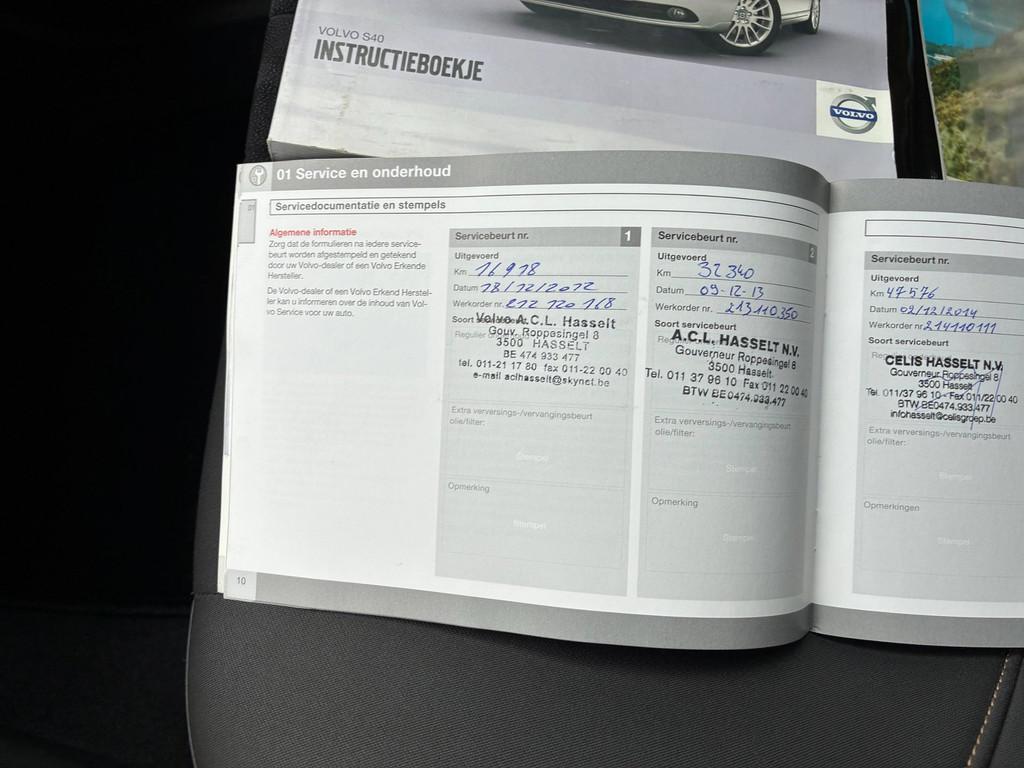 VOLVO S40
INSTRUCTIEBOEKJE
VOLVO
01 Service en onderhoud
01
Servicedocumentatie en stempels
Algemene informatie
Zorg dat de formulieren na iedere service-
beurt worden afgestempeld en getekend
door uw Volvo-dealer of een Volvo Erkende
Hersteller.
De Volvo-dealer of een Volvo Erkend Herstel-
ler kan u informeren over de inhoud van Vol-
vo Service voor uw auto.
10
Servicebeurt nr. 1
Uitgevoerd
Km 16918
Datum 18/12/2012
Werkorder nr. 212 120 168
Soort servicebeurt
Volvo A.C.L. Hasselt
Gouv. Roppesingel 8
3500 HASSELT
BE 474 933 477
tel. 011-21 17 80 fax 011-22 00 40
e-mail aclhasselt@skynet.be
Extra verversings-/vervangingsbeurt
olie/filter:
Stempel
Opmerking
Stempel
Servicebeurt nr. 2
Uitgevoerd
Km 32340
Datum 09-12-13
Werkorder nr. 213110350
Soort servicebeurt
A.C.L. HASSELT N.V.
Gouverneur Roppesingel 8
3500 Hasselt
Tel. 011 37 96 10 Fax 011 22 00 40
BTW BE0474.933.477
Extra verversings-/vervangingsbeurt
olie/filter:
Stempel
Opmerking
Stempel
Servicebeurt nr.
Uitgevoerd
Km 47576
Datum 02/12/2014
Werkorder nr. 214110111
Soort servicebeurt
CELIS HASSELT N.V.
Gouverneur Roppesingel 8
3500 Hasselt
Tel. 011/37 96 10 - Fax 011/22 00 40
BTW BE0474.933.477
infohasselt@celisgroep.be
Extra verversings-/vervangingsbeurt
olie/filter:
Stempel
Opmerkingen
Stempel